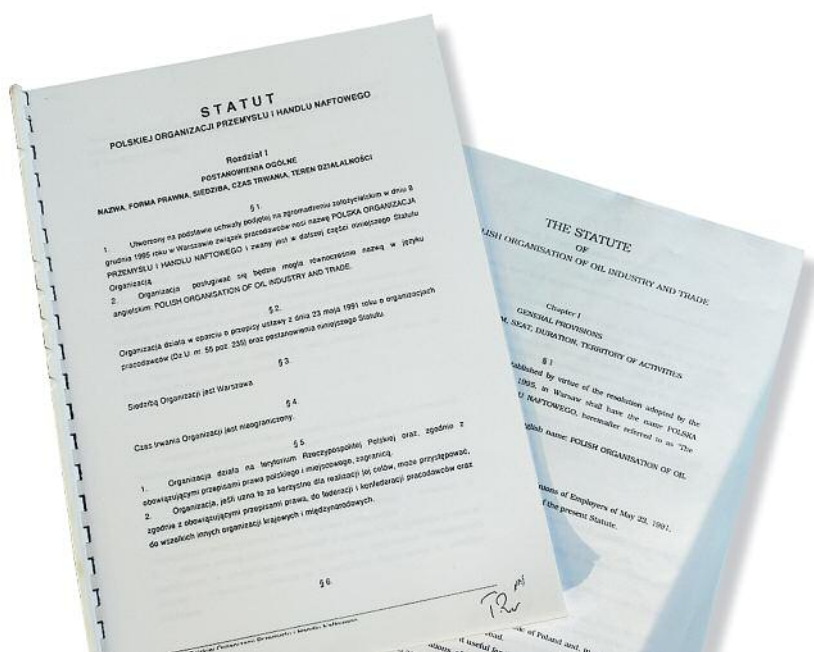 STATUT
POLSKIEJ ORGANIZACJI PRZEMYSŁU I HANDLU NAFTOWEGO
Rozdział I
POSTANOWIENIA OGÓLNE
NAZWA, FORMA PRAWNA, SIEDZIBA, CZAS TRWANIA, TEREN DZIAŁALNOŚCI
§ 1.
1. Utworzony na podstawie uchwały podjętej na zgromadzeniu założycielskim w dniu 8
grudnia 1995 roku w Warszawie związek pracodawców nosi nazwę POLSKA ORGANIZACJA
PRZEMYSŁU I HANDLU NAFTOWEGO i zwany jest w dalszej części niniejszego Statutu
Organizacją.
2. Organizacja posługiwać się będzie mogła równocześnie nazwą w języku
angielskim: POLISH ORGANISATION OF OIL INDUSTRY AND TRADE.
§ 2.
Organizacja działa w oparciu o przepisy ustawy z dnia 23 maja 1991 roku o organizacjach
pracodawców (Dz.U. nr. 55 poz. 235) oraz postanowienia niniejszego Statutu.
§ 3.
Siedzibą Organizacji jest Warszawa.
§ 4.
Czas trwania Organizacji jest nieograniczony.
§ 5.
1. Organizacja działa na terytorium Rzeczypospolitej Polskiej oraz, zgodnie z
obowiązującymi przepisami prawa polskiego i miejscowego, zagranicą.
2. Organizacja, jeśli uzna to za korzystne dla realizacji jej celów, może przystępować,
zgodnie z obowiązującymi przepisami prawa, do federacji i konfederacji pracodawców oraz
do wszelkich innych organizacji krajowych i międzynarodowych.
§ 6.
THE STATUTE
OF
ISH ORGANISATION OF OIL INDUSTRY AND TRADE
Chapter I
GENERAL PROVISIONS
M, SEAT, DURATION, TERRITORY OF ACTIVITIES
§ 1
tablished by virtue of the resolution adopted by the
1995, in Warsaw shall have the name POLSKA
U NAFTOWEGO, hereinafter referred to as "The
nglish name: POLISH ORGANISATION OF OIL
nions of Employers of May 23, 1991,
f the present Statute.
of Poland and,
useful